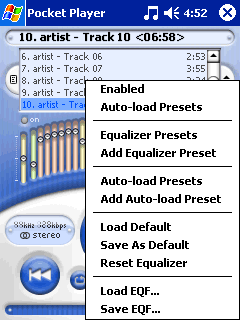 Pocket Player 4:52
10. artist - Track 10 <06:58>
6. artist - Track 06 2:53
7. artist - Track 07 3:55
8. artist - Track
9. artist - Track
10. artist - Track
on
Enabled
Auto-load Presets
Equalizer Presets
Add Equalizer Preset
Auto-load Presets
Add Auto-load Preset
Load Default
Save As Default
Reset Equalizer
Load EQF...
Save EQF...
stereo